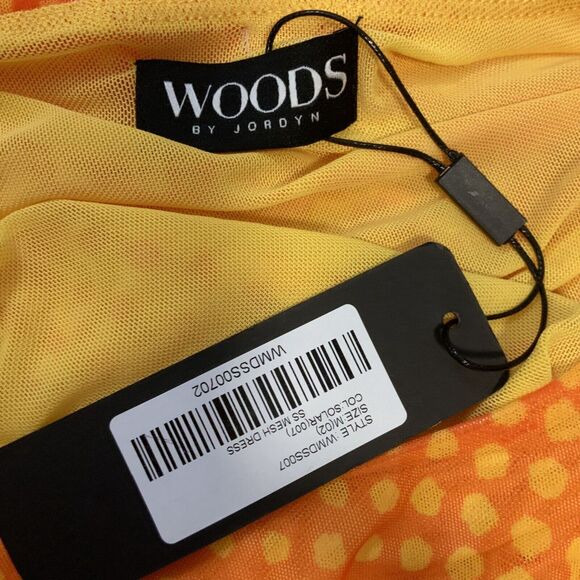 WOODS
BY JORDYN
STYLE WMDSS007
SIZE M(02)
COL SOLAR(007)
SS MESH DRESS
WMDSS00702